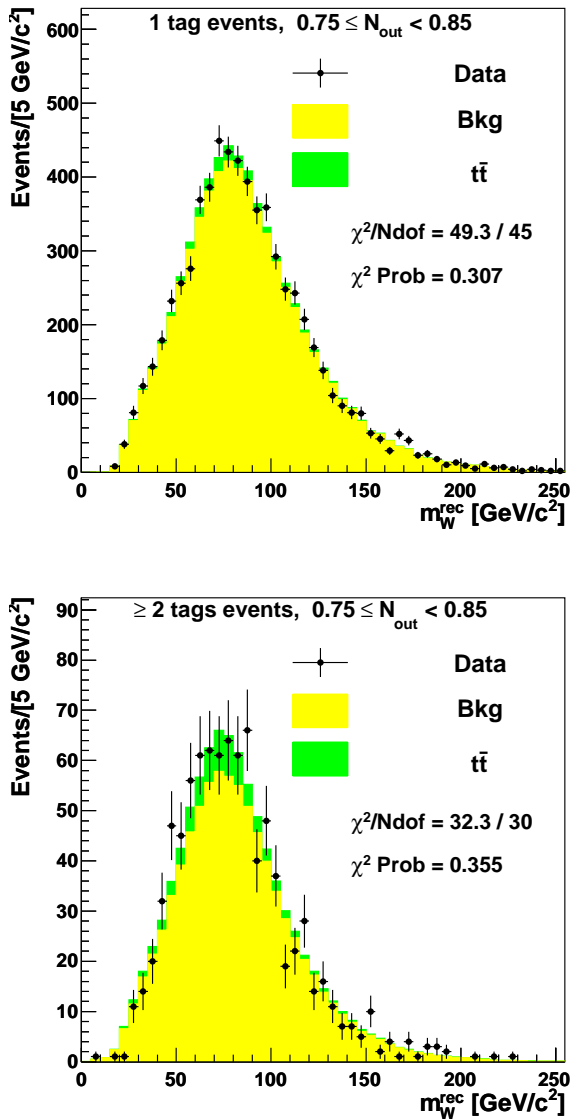 1 tag events, 0.75 ≤ N_out < 0.85
Events/[5 GeV/c²]
600
500
400
300
200
100
0
Data
Bkg
tt̄
χ²/Ndof = 49.3 / 45
χ² Prob = 0.307
0 50 100 150 200 250
m_W^rec [GeV/c²]
≥ 2 tags events, 0.75 ≤ N_out < 0.85
Events/[5 GeV/c²]
90
80
70
60
50
40
30
20
10
0
Data
Bkg
tt̄
χ²/Ndof = 32.3 / 30
χ² Prob = 0.355
0 50 100 150 200 250
m_W^rec [GeV/c²]